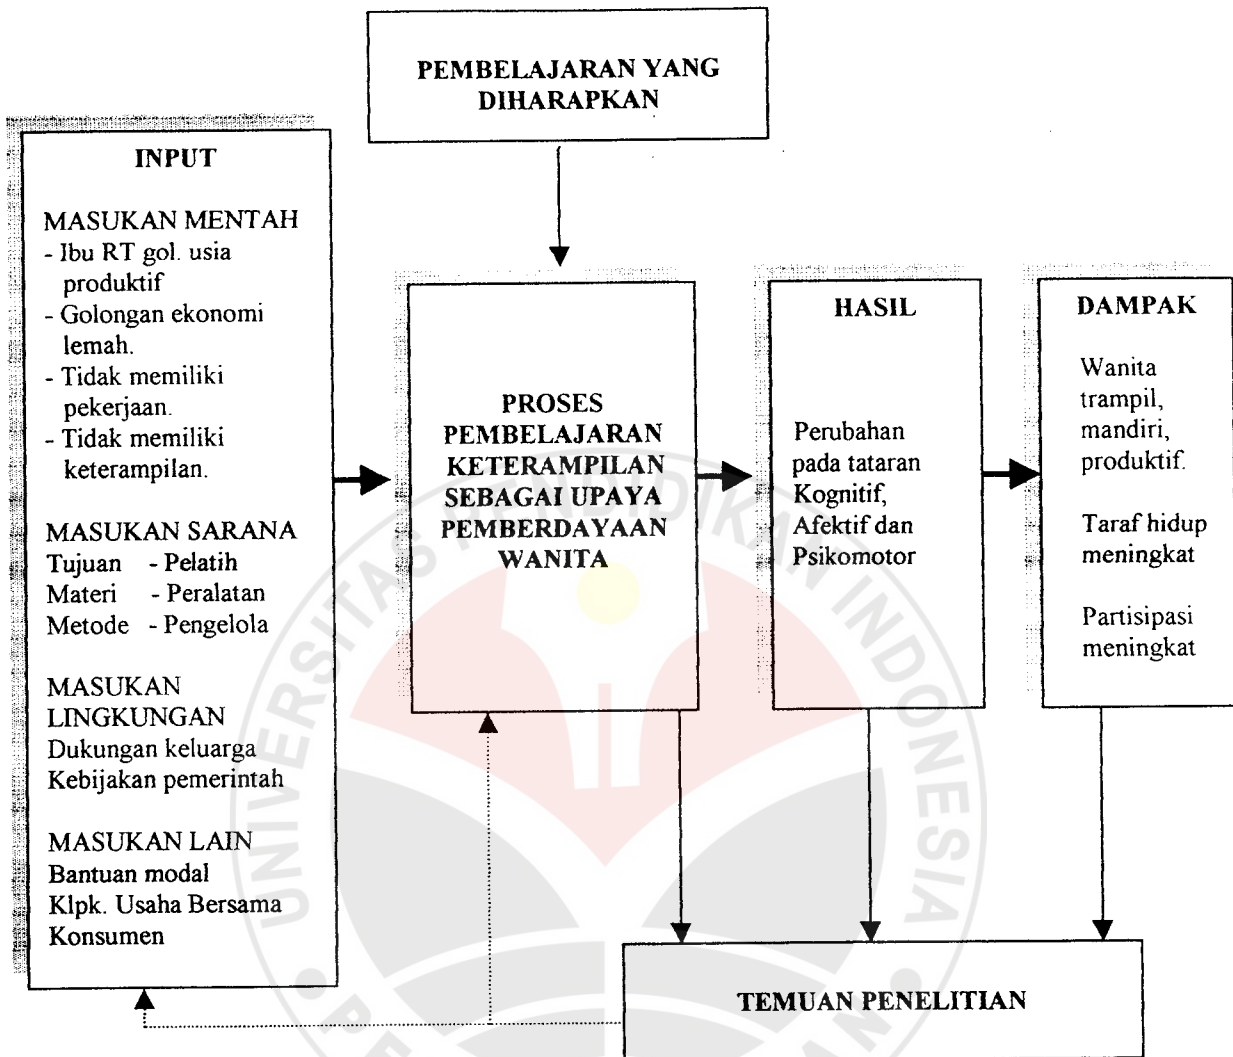 PEMBELAJARAN YANG
DIHARAPKAN
INPUT
MASUKAN MENTAH
- Ibu RT gol. usia
produktif
- Golongan ekonomi
lemah.
- Tidak memiliki
pekerjaan.
- Tidak memiliki
keterampilan.
MASUKAN SARANA
Tujuan - Pelatih
Materi - Peralatan
Metode - Pengelola
MASUKAN
LINGKUNGAN
Dukungan keluarga
Kebijakan pemerintah
MASUKAN LAIN
Bantuan modal
Klpk. Usaha Bersama
Konsumen
PROSES
PEMBELAJARAN
KETERAMPILAN
SEBAGAI UPAYA
PEMBERDAYAAN
WANITA
HASIL
Perubahan
pada tataran
Kognitif,
Afektif dan
Psikomotor
DAMPAK
Wanita
trampil,
mandiri,
produktif.
Taraf hidup
meningkat
Partisipasi
meningkat
TEMUAN PENELITIAN
UNIVERSITAS PENDIDIKAN INDONESIA